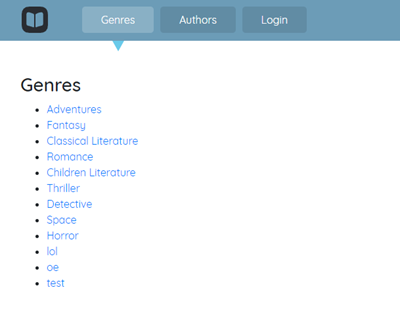 Genres Authors Login
Genres
Adventures
Fantasy
Classical Literature
Romance
Children Literature
Thriller
Detective
Space
Horror
lol
oe
test